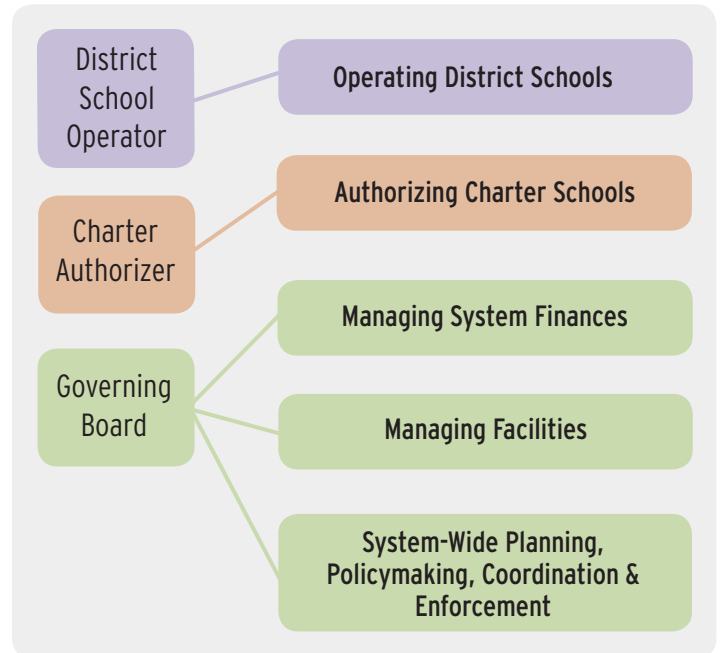 District
School
Operator
Operating District Schools
Charter
Authorizer
Authorizing Charter Schools
Governing
Board
Managing System Finances
Managing Facilities
System-Wide Planning,
Policymaking, Coordination &
Enforcement